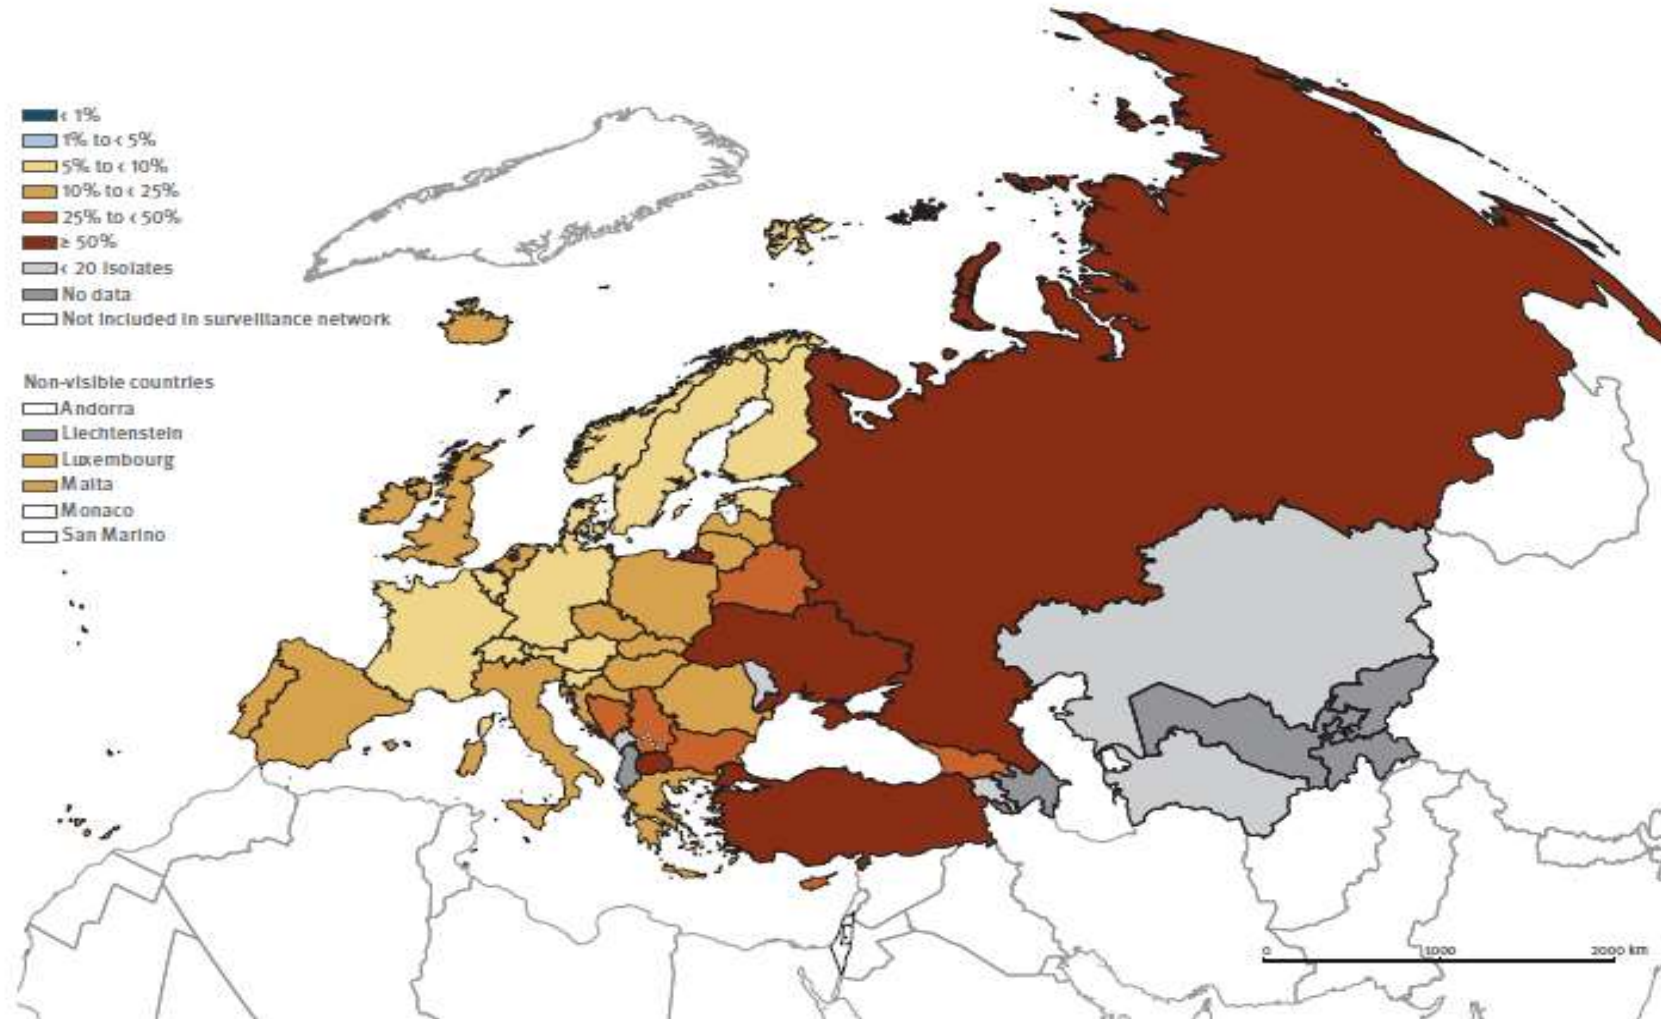 < 1%
1% to < 5%
5% to < 10%
10% to < 25%
25% to < 50%
≥ 50%
< 20 isolates
No data
Not included in surveillance network
Non-visible countries
Andorra
Liechtenstein
Luxembourg
Malta
Monaco
San Marino
0 1000 2000 km